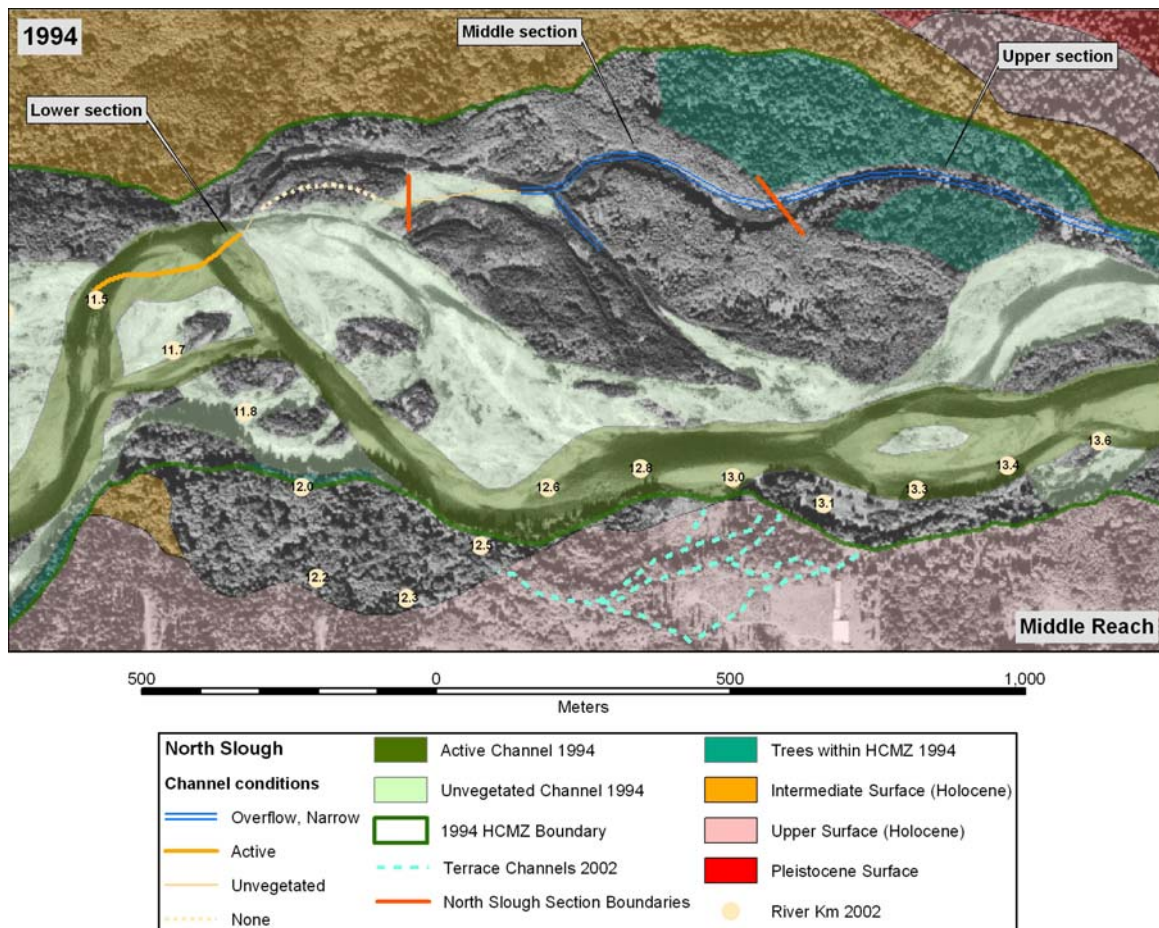 1994
Middle section
Upper section
Lower section
11.5
11.7
11.8
12.0
12.2
12.3
12.5
12.6
12.8
13.0
13.1
13.3
13.4
13.6
Middle Reach
500 0 500 1,000
Meters
North Slough
Channel conditions
Overflow, Narrow
Active
Unvegetated
None
Active Channel 1994
Unvegetated Channel 1994
1994 HCMZ Boundary
Terrace Channels 2002
North Slough Section Boundaries
Trees within HCMZ 1994
Intermediate Surface (Holocene)
Upper Surface (Holocene)
Pleistocene Surface
River Km 2002